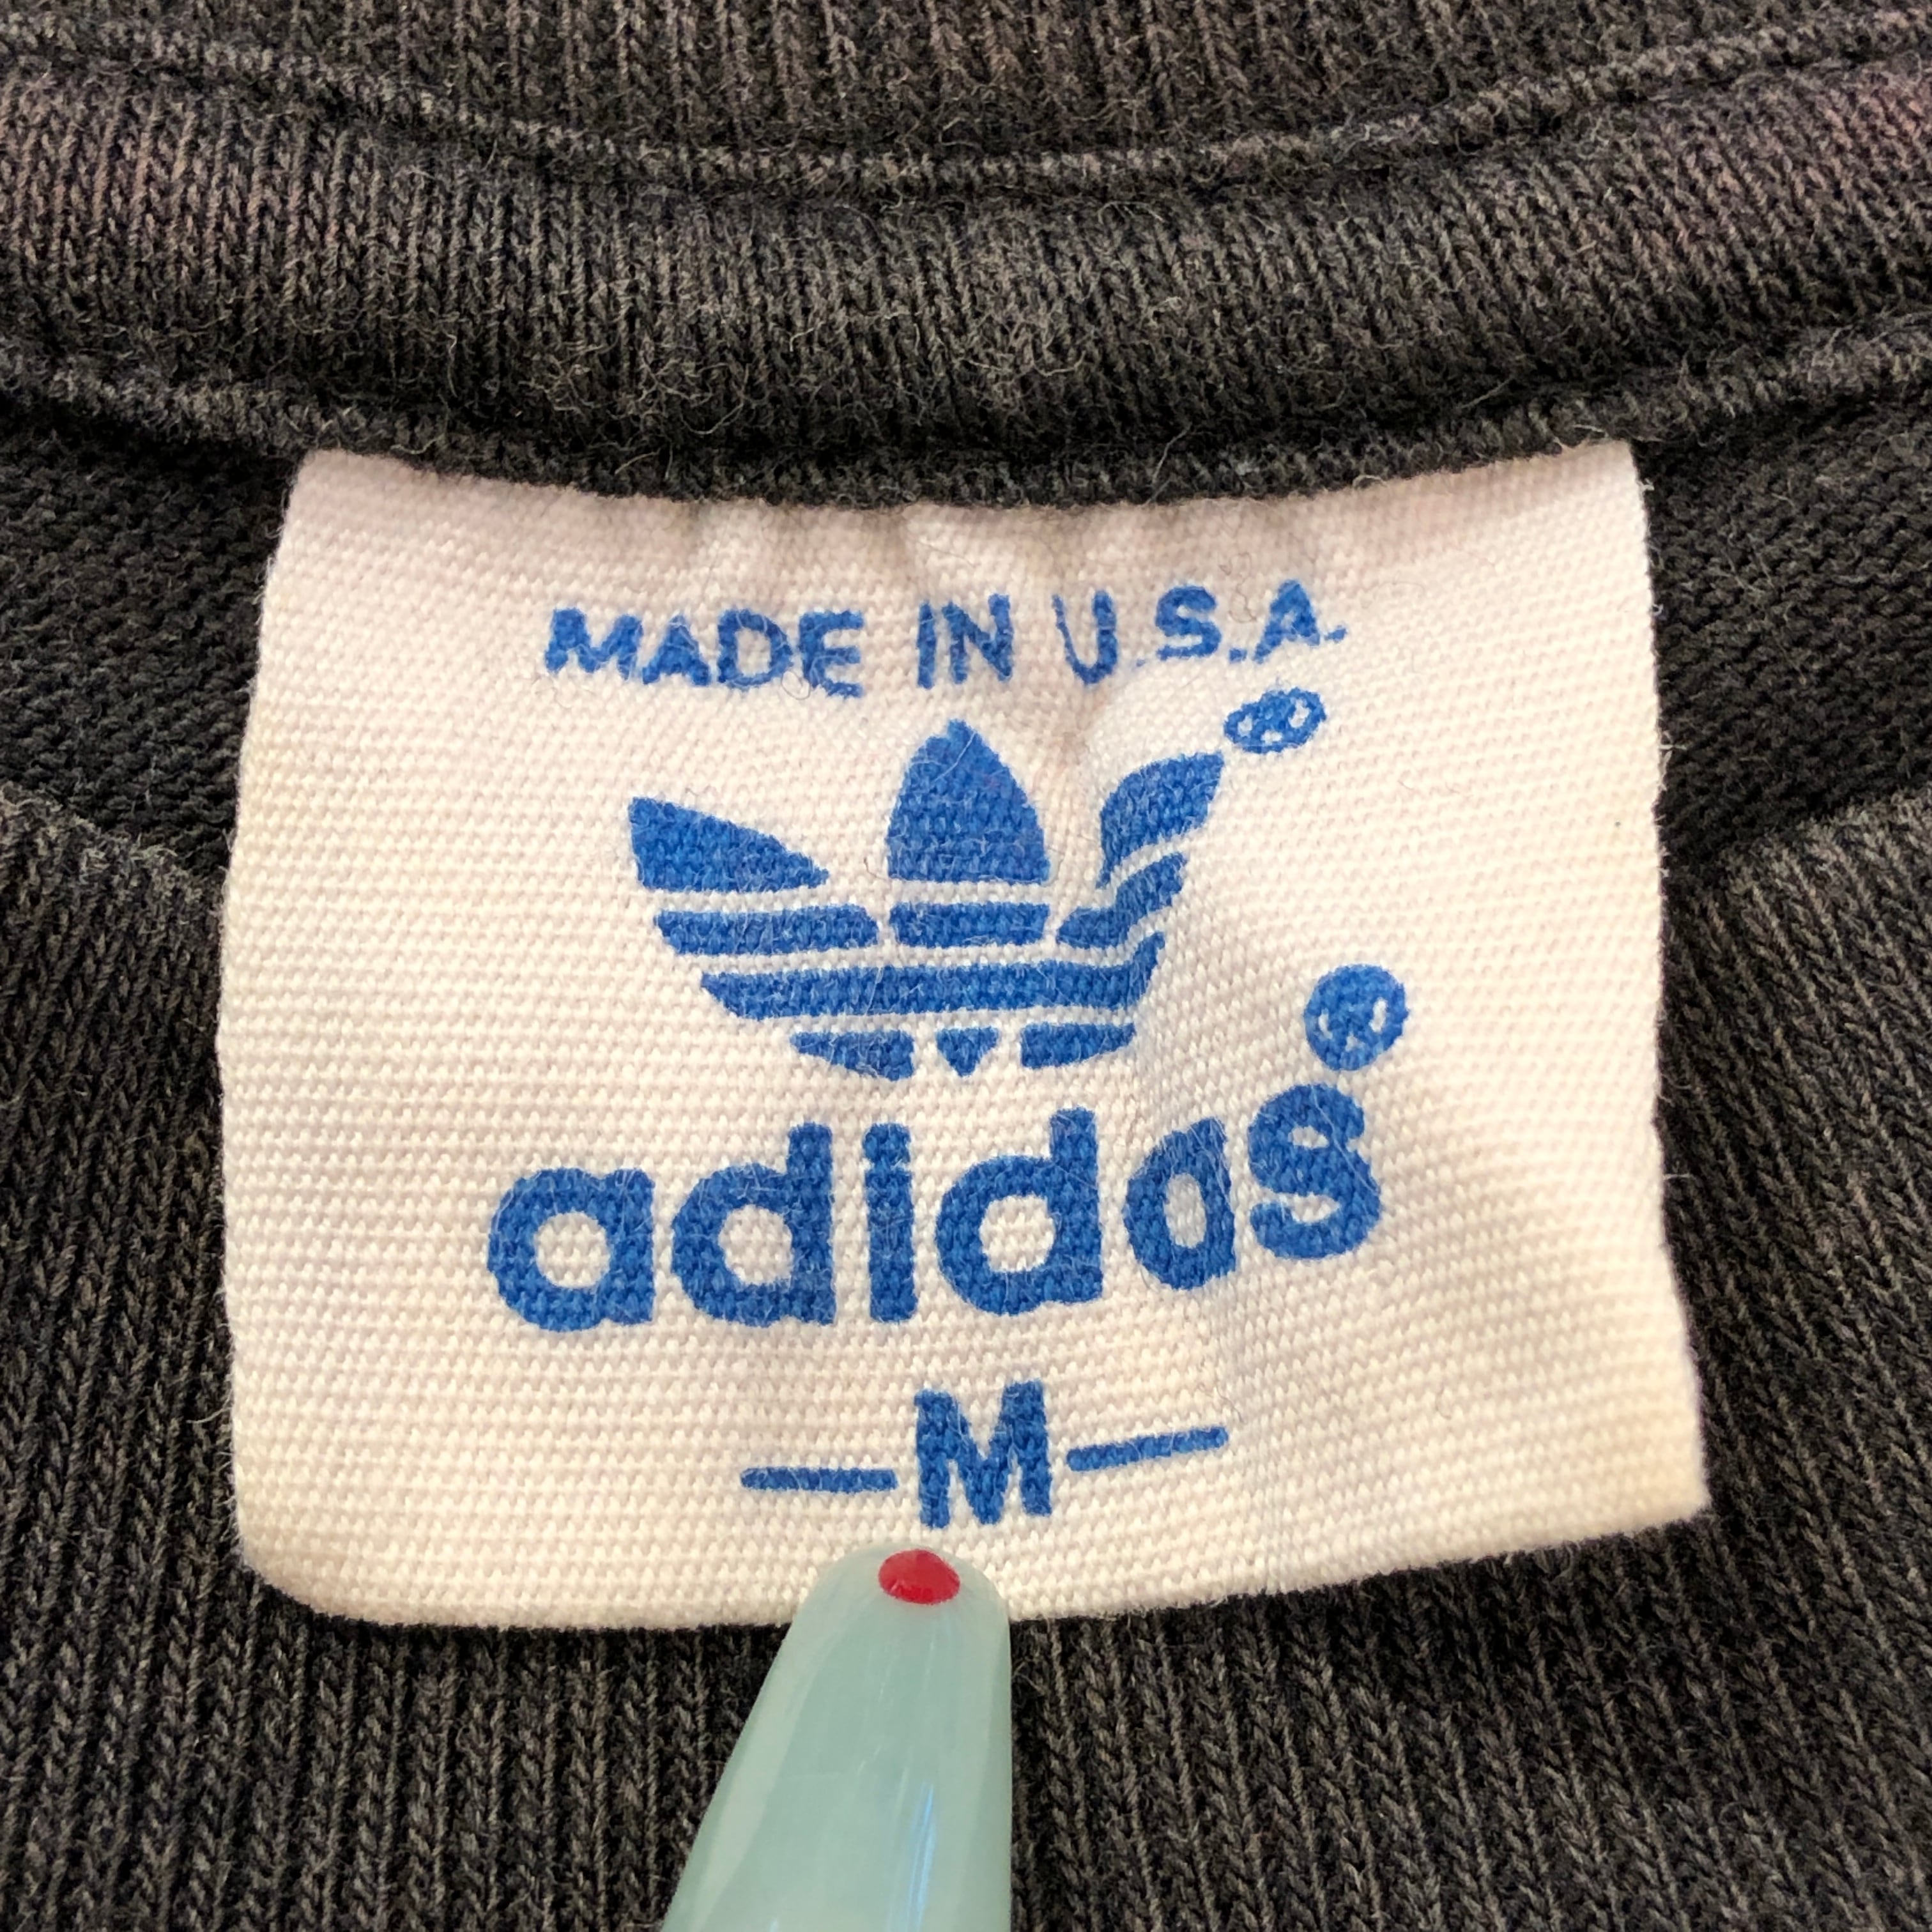 MADE IN U.S.A.
®
®
adidas
—M—